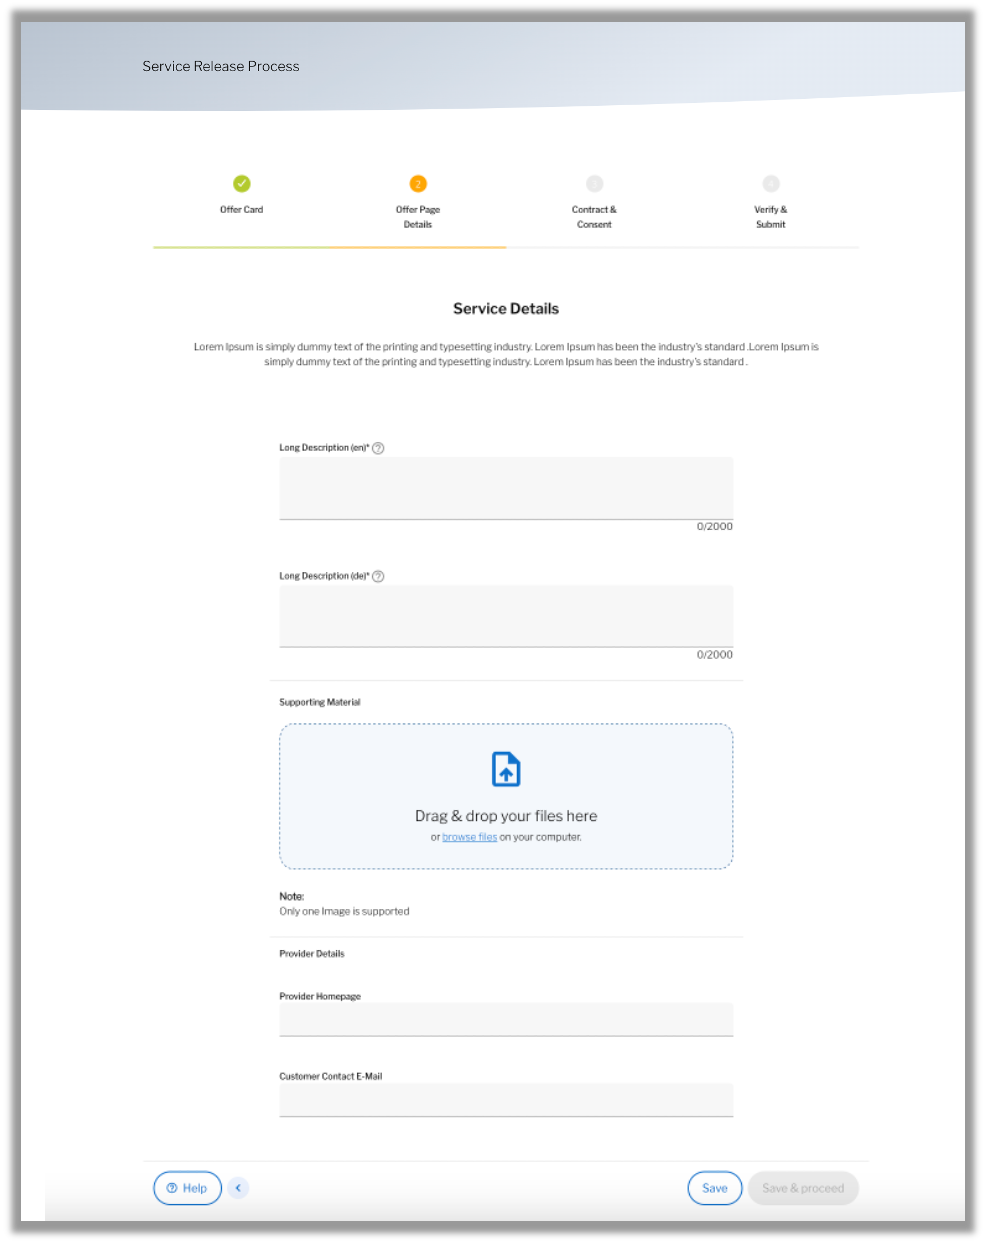 Service Release Process
2
Offer Card
Offer Page
Details
Contract &
Consent
Verify &
Submit
Service Details
Lorem Ipsum is simply dummy text of the printing and typesetting industry. Lorem Ipsum has been the industry's standard .Lorem Ipsum is
simply dummy text of the printing and typesetting industry. Lorem Ipsum has been the industry's standard .
Long Description (en)* ?
0/2000
Long Description (de)* ?
0/2000
Supporting Material
Drag & drop your files here
or browse files on your computer.
Note:
Only one Image is supported
Provider Details
Provider Homepage
Customer Contact E-Mail
? Help
Save
Save & proceed